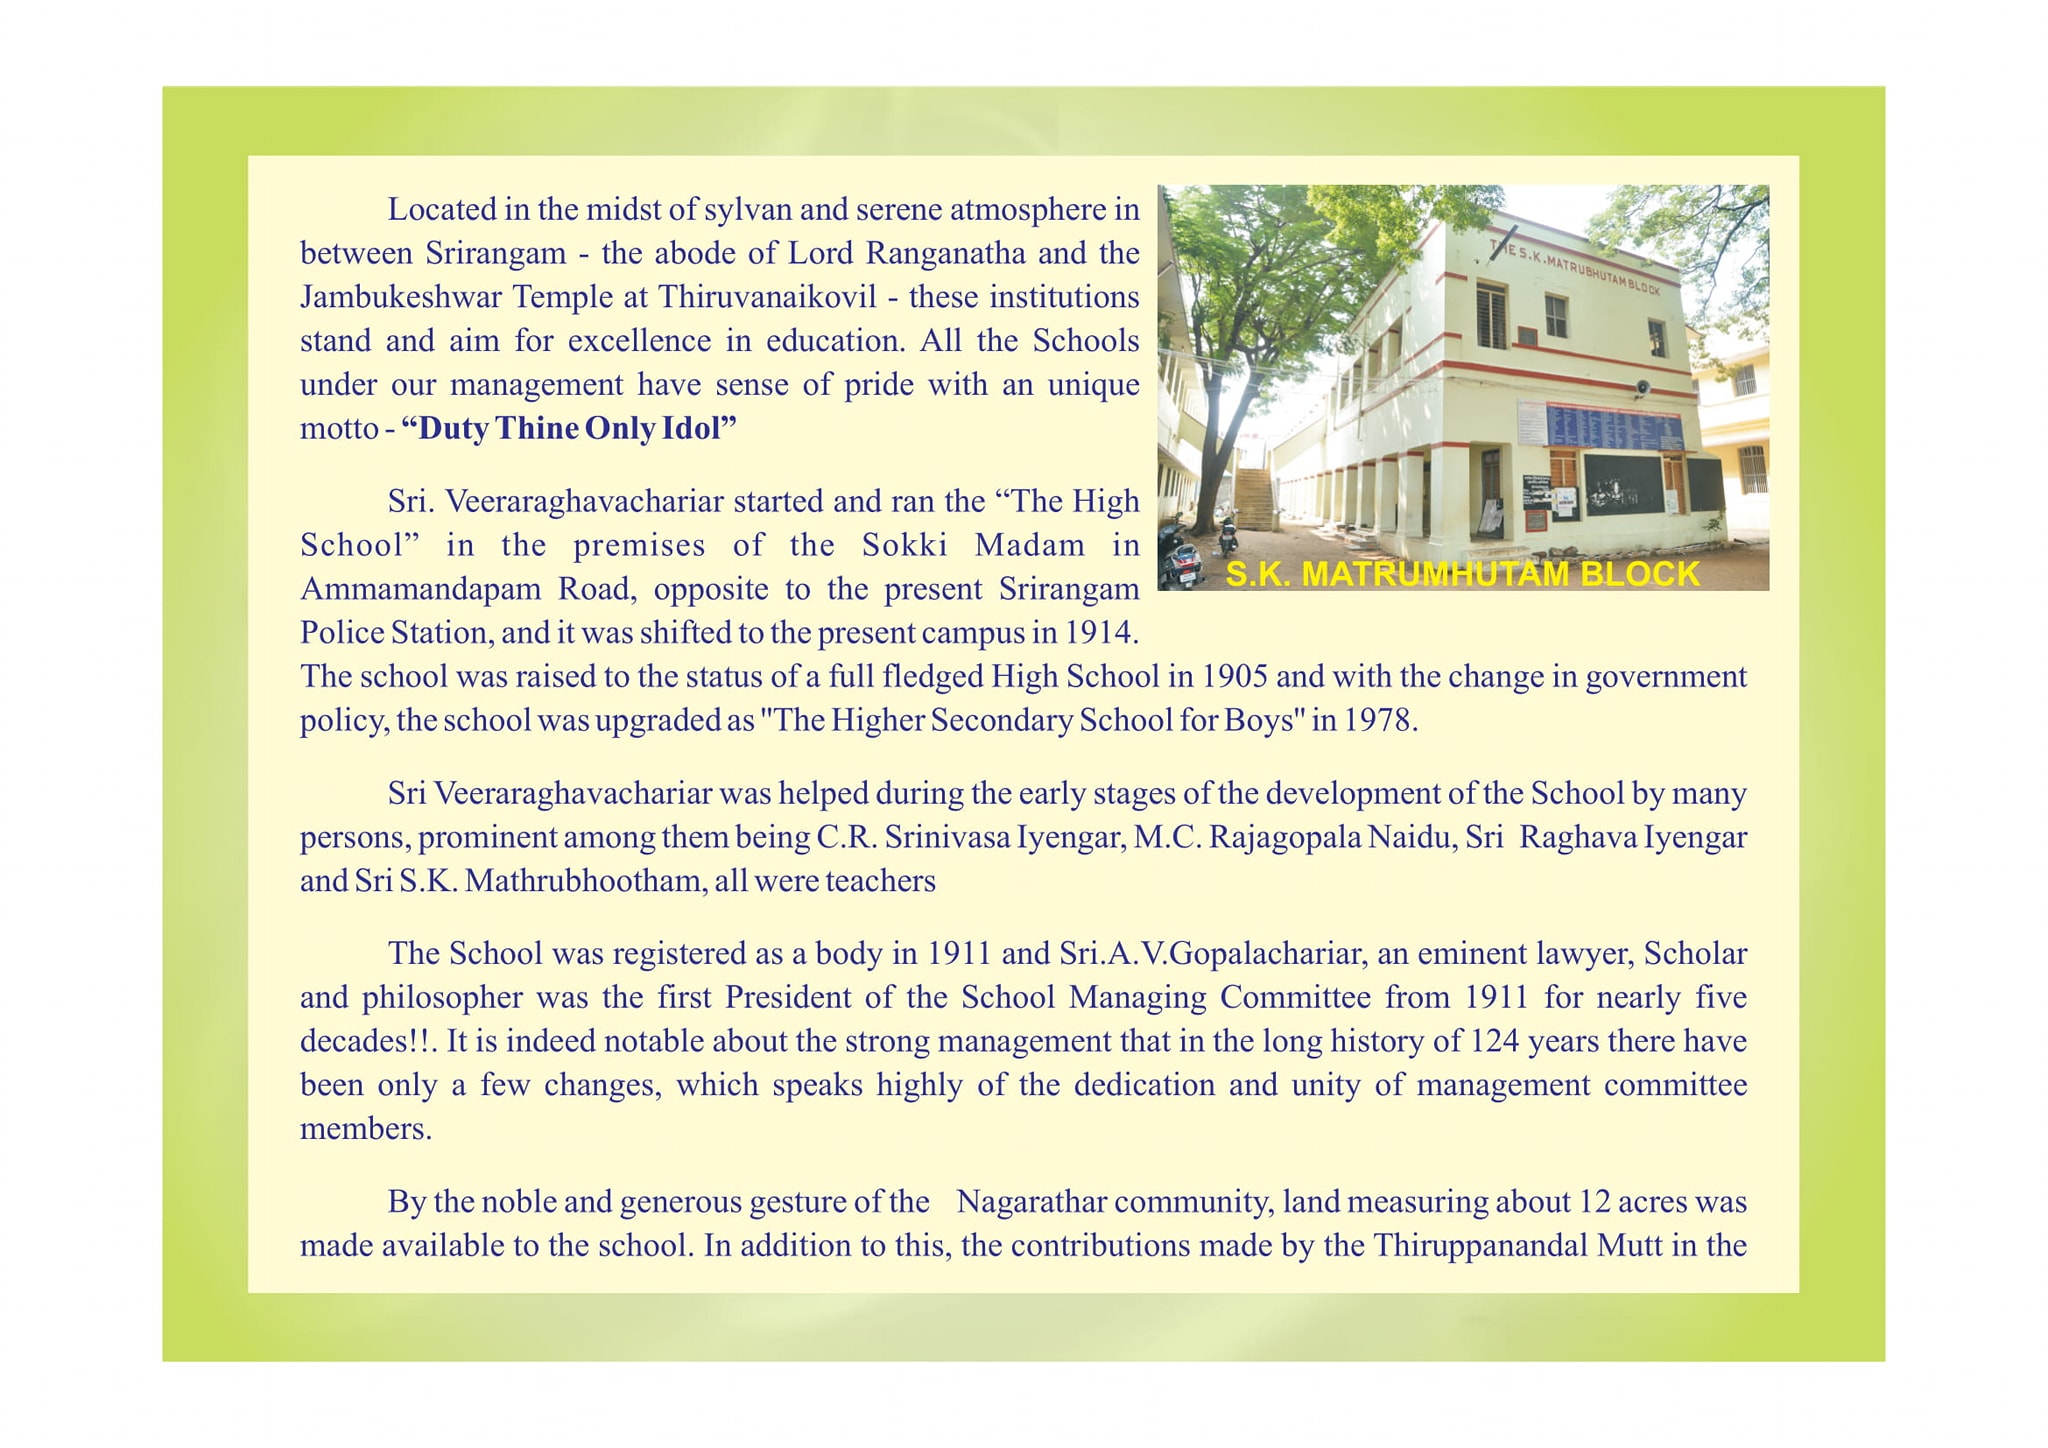 Located in the midst of sylvan and serene atmosphere in
between Srirangam - the abode of Lord Ranganatha and the
Jambukeshwar Temple at Thiruvanaikovil - these institutions
stand and aim for excellence in education. All the Schools
under our management have sense of pride with an unique
motto - “Duty Thine Only Idol”
THE S.K.MATRUBHUTAM BLOCK
S.K. MATRUMHUTAM BLOCK
Sri. Veeraraghavachariar started and ran the “The High
School” in the premises of the Sokki Madam in
Ammamandapam Road, opposite to the present Srirangam
Police Station, and it was shifted to the present campus in 1914.
The school was raised to the status of a full fledged High School in 1905 and with the change in government
policy, the school was upgraded as "The Higher Secondary School for Boys" in 1978.
Sri Veeraraghavachariar was helped during the early stages of the development of the School by many
persons, prominent among them being C.R. Srinivasa Iyengar, M.C. Rajagopala Naidu, Sri Raghava Iyengar
and Sri S.K. Mathrubhootham, all were teachers
The School was registered as a body in 1911 and Sri.A.V.Gopalachariar, an eminent lawyer, Scholar
and philosopher was the first President of the School Managing Committee from 1911 for nearly five
decades!!. It is indeed notable about the strong management that in the long history of 124 years there have
been only a few changes, which speaks highly of the dedication and unity of management committee
members.
By the noble and generous gesture of the Nagarathar community, land measuring about 12 acres was
made available to the school. In addition to this, the contributions made by the Thiruppanandal Mutt in the